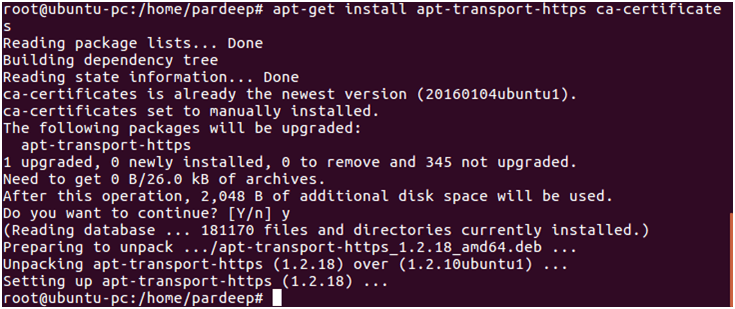 root@ubuntu-pc:/home/pardeep# apt-get install apt-transport-https ca-certificate
s
Reading package lists... Done
Building dependency tree
Reading state information... Done
ca-certificates is already the newest version (20160104ubuntu1).
ca-certificates set to manually installed.
The following packages will be upgraded:
  apt-transport-https
1 upgraded, 0 newly installed, 0 to remove and 345 not upgraded.
Need to get 0 B/26.0 kB of archives.
After this operation, 2,048 B of additional disk space will be used.
Do you want to continue? [Y/n] y
(Reading database ... 181170 files and directories currently installed.)
Preparing to unpack .../apt-transport-https_1.2.18_amd64.deb ...
Unpacking apt-transport-https (1.2.18) over (1.2.10ubuntu1) ...
Setting up apt-transport-https (1.2.18) ...
root@ubuntu-pc:/home/pardeep#